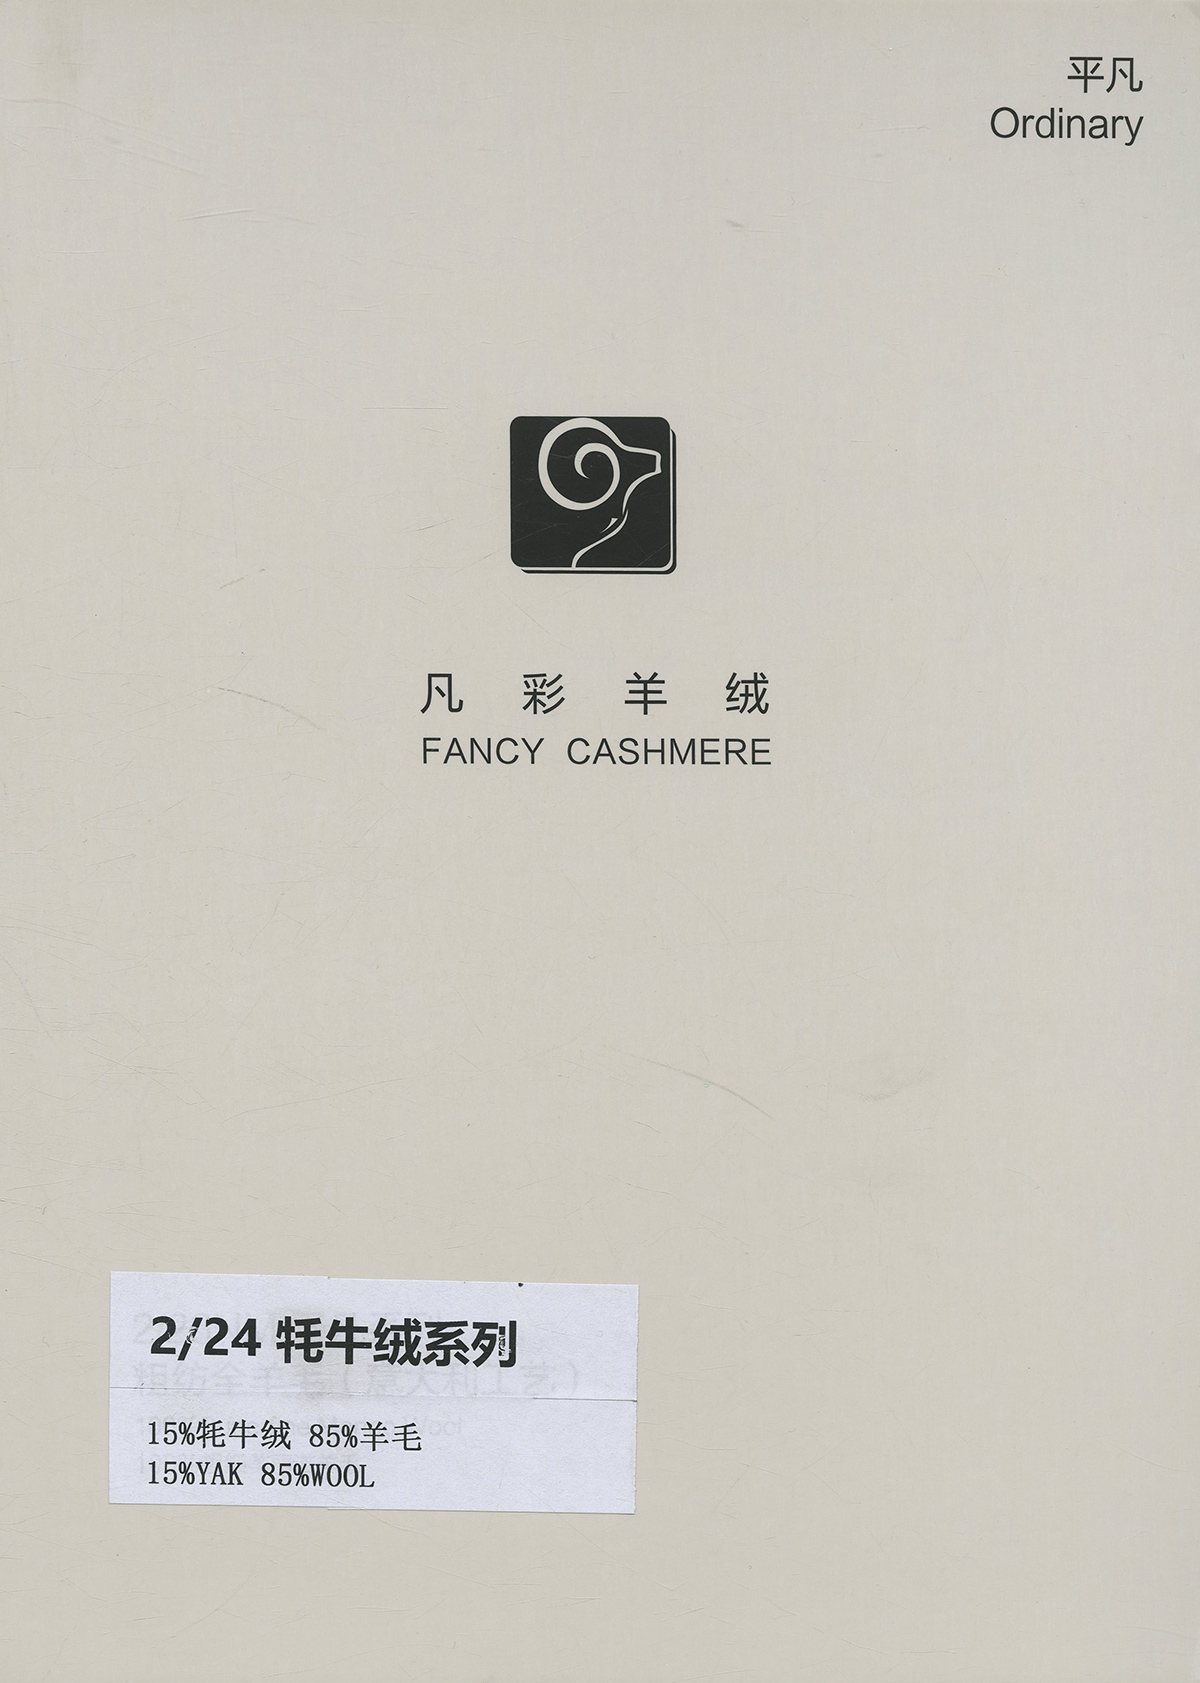 平凡
Ordinary
凡彩羊绒
FANCY CASHMERE
2/24 牦牛绒系列
15%牦牛绒 85%羊毛
15%YAK 85%WOOL